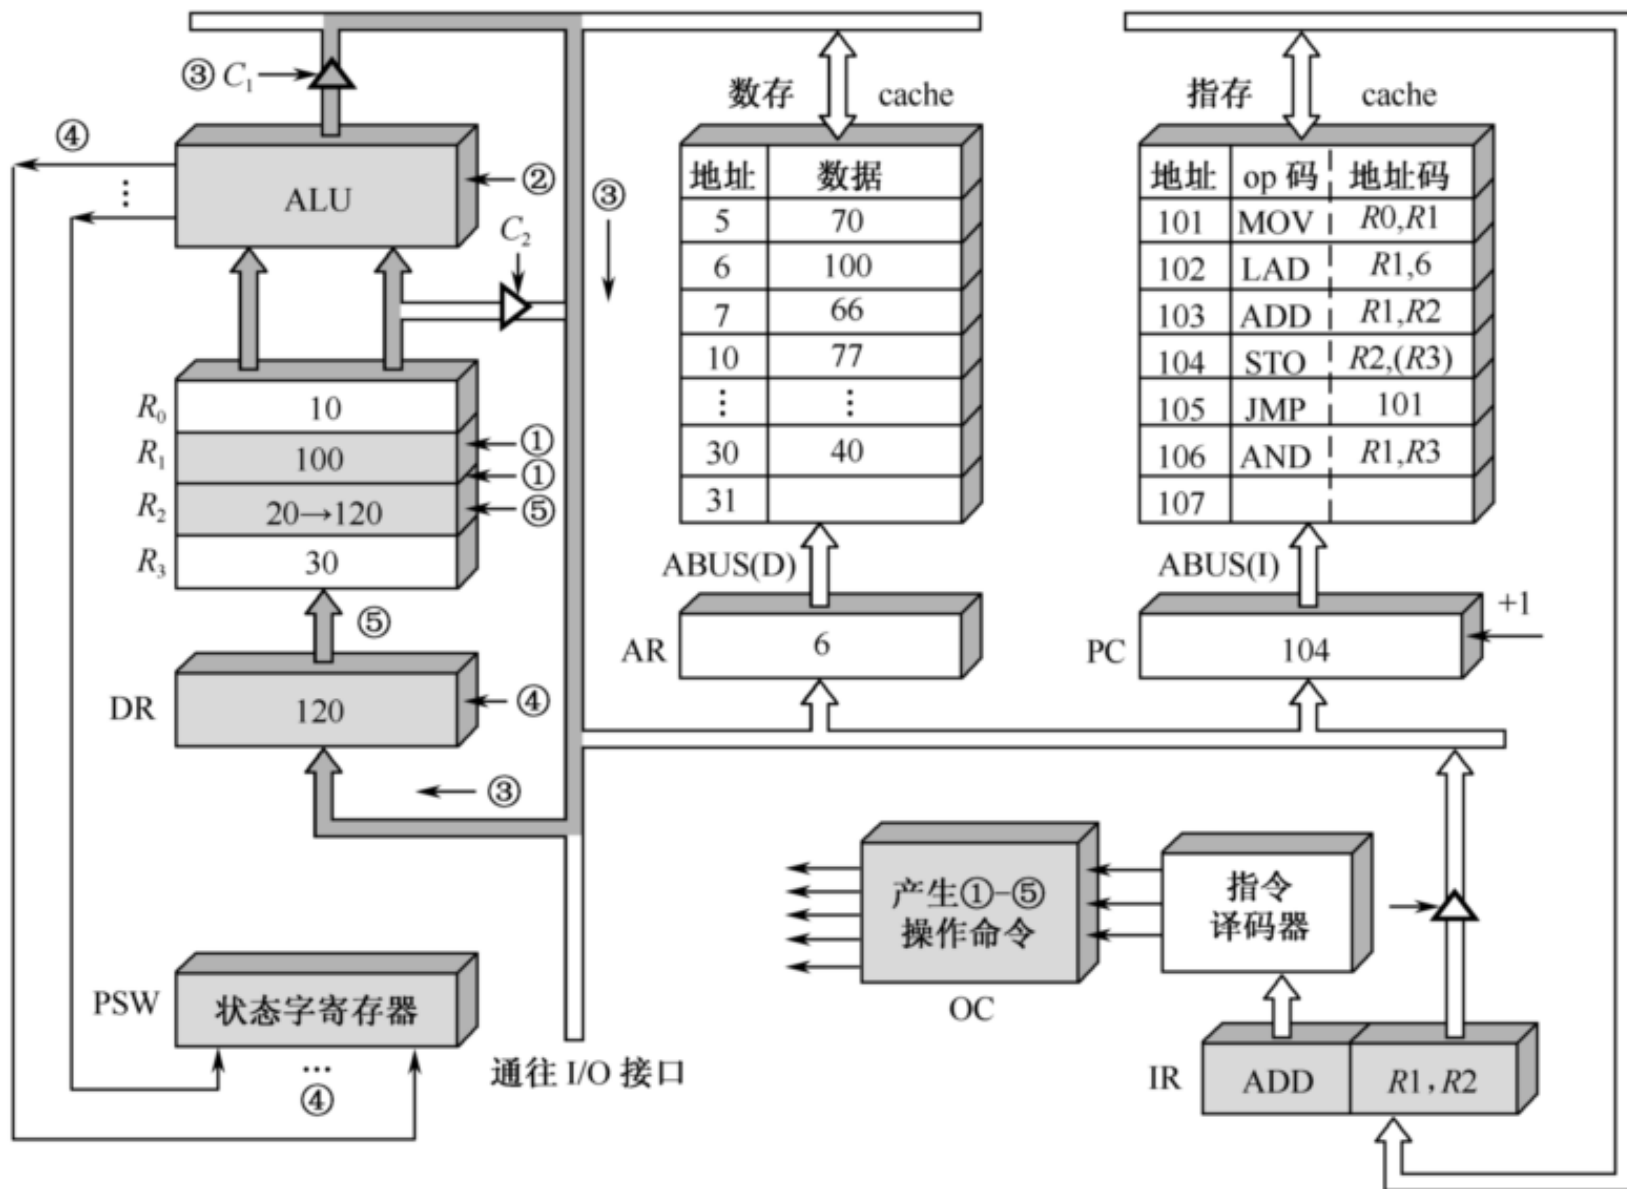 ③ C₁
④
⋮
ALU
②
C₂
③
R₀ 10
R₁ 100
R₂ 20→120
R₃ 30
①
①
⑤
⑤
DR 120
④
③
PSW 状态字寄存器
…
④
通往 I/O 接口
数存 cache
地址 数据
5 70
6 100
7 66
10 77
⋮ ⋮
30 40
31
ABUS(D)
AR 6
指存 cache
地址 op 码 地址码
101 MOV R0,R1
102 LAD R1,6
103 ADD R1,R2
104 STO R2,(R3)
105 JMP 101
106 AND R1,R3
107
ABUS(I)
PC 104
+1
产生①-⑤
操作命令
OC
指令
译码器
IR ADD R1,R2